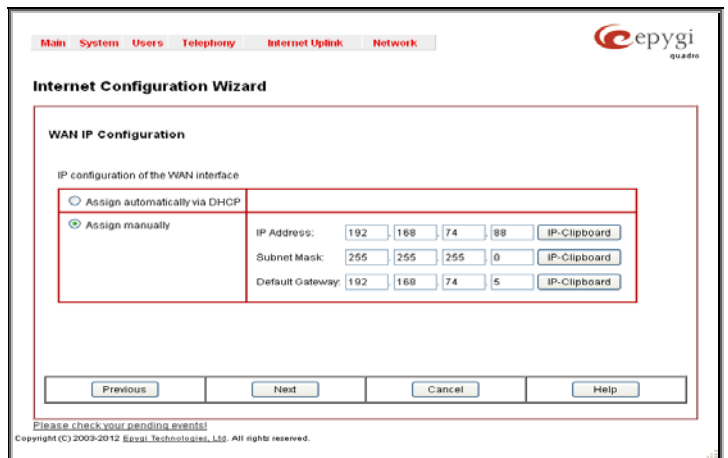 Main System Users Telephony Internet Uplink Network
epygi
quadro
Internet Configuration Wizard
WAN IP Configuration
IP configuration of the WAN interface
Assign automatically via DHCP
Assign manually
IP Address: 192 . 168 . 74 . 88 IP-Clipboard
Subnet Mask: 255 . 255 . 255 . 0 IP-Clipboard
Default Gateway: 192 . 168 . 74 . 5 IP-Clipboard
Previous Next Cancel Help
Please check your pending events!
Copyright (C) 2003-2012 Epygi Technologies, Ltd. All rights reserved.